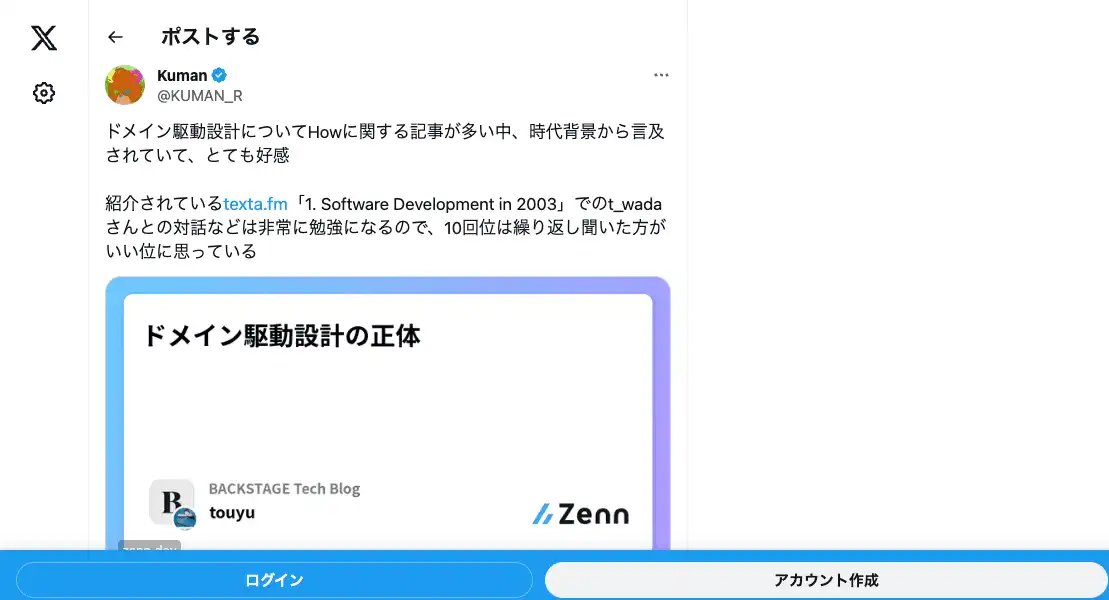 ポストする
Kuman
@KUMAN_R
ドメイン駆動設計についてHowに関する記事が多い中、時代背景から言及
されていて、とても好感
紹介されているtexta.fm「1. Software Development in 2003」でのt_wada
さんとの対話などは非常に勉強になるので、10回位は繰り返し聞いた方が
いい位に思っている
ドメイン駆動設計の正体
BACKSTAGE Tech Blog
touyu
B
Zenn
zenn.dev
ログイン
アカウント作成